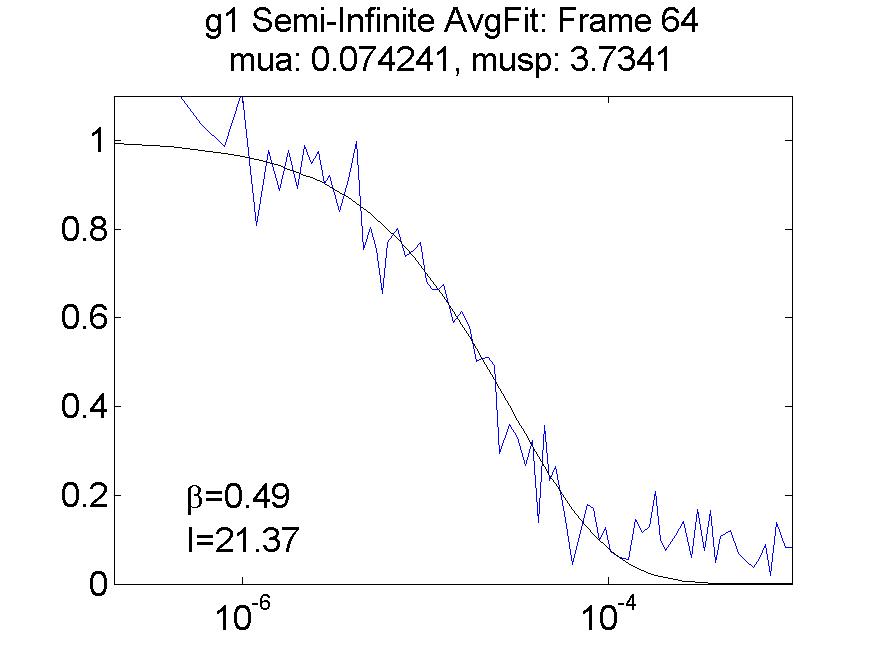 g1 Semi-Infinite AvgFit: Frame 64
mua: 0.074241, musp: 3.7341
1
0.8
0.6
0.4
0.2
0
β=0.49
I=21.37
10^-6
10^-4